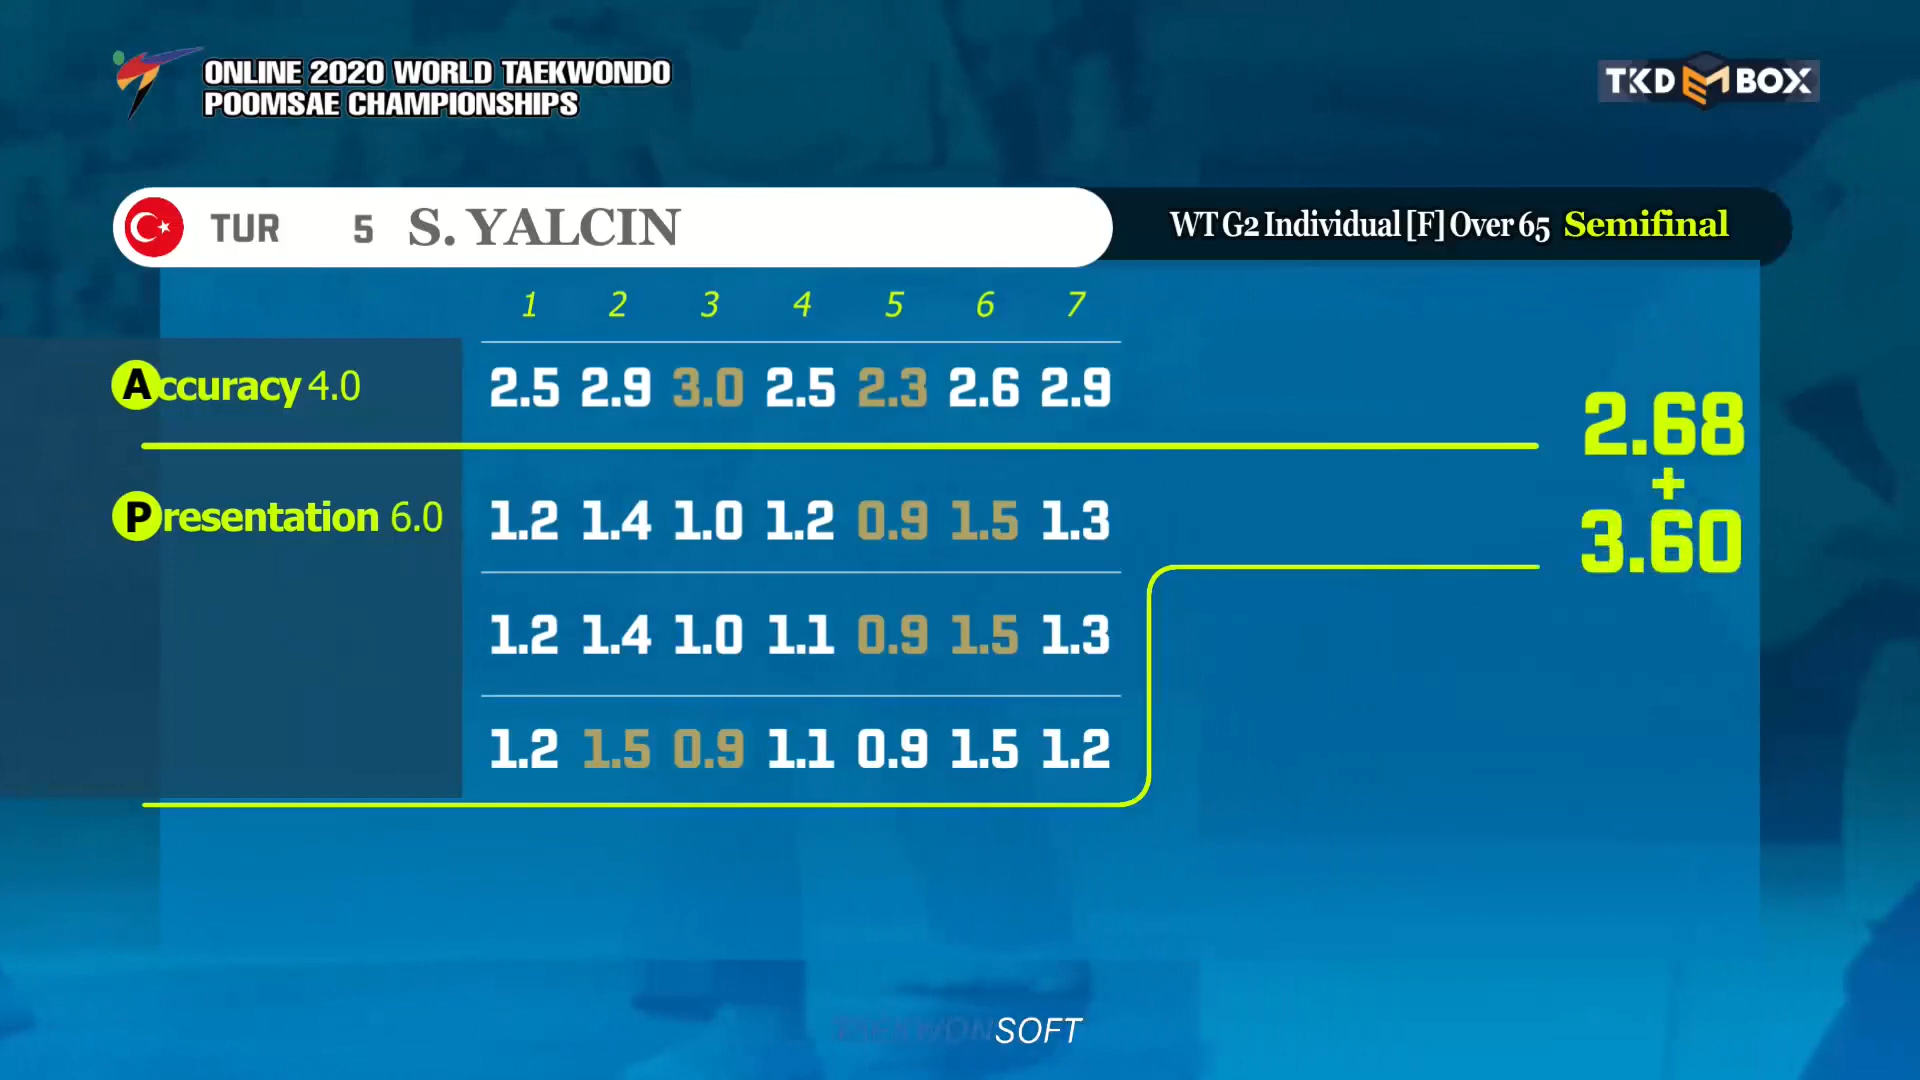 ONLINE 2020 WORLD TAEKWONDO
POOMSAE CHAMPIONSHIPS
TKD BOX
TUR 5 S. YALCIN
WT G2 Individual [F] Over 65 Semifinal
1 2 3 4 5 6 7
Accuracy 4.0 2.5 2.9 3.0 2.5 2.3 2.6 2.9
2.68
+
3.60
Presentation 6.0 1.2 1.4 1.0 1.2 0.9 1.5 1.3
1.2 1.4 1.0 1.1 0.9 1.5 1.3
1.2 1.5 0.9 1.1 0.9 1.5 1.2
TAEKWONSOFT